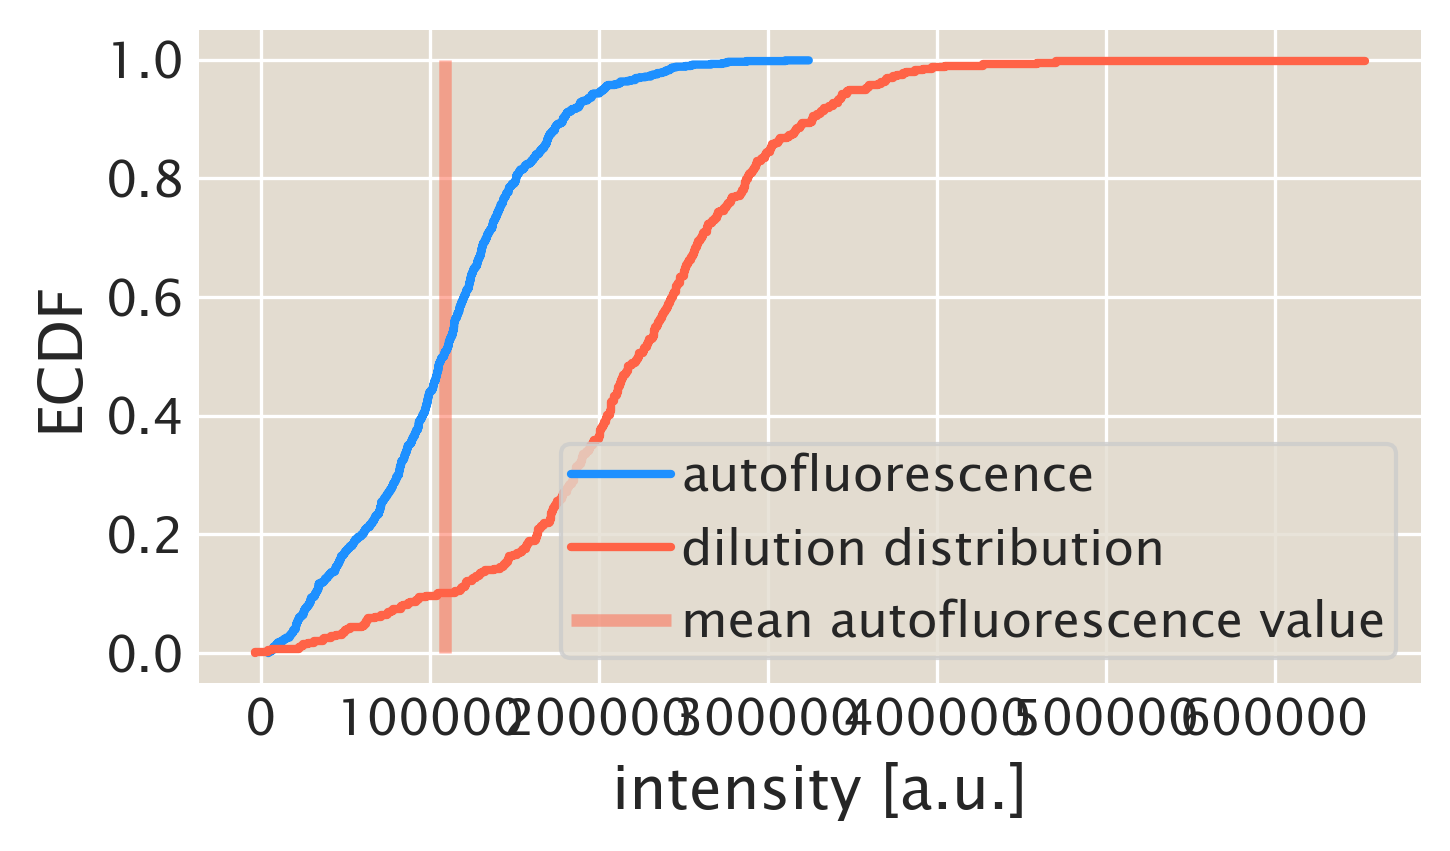 1.0
0.8
0.6
0.4
0.2
0.0
ECDF
autofluorescence
dilution distribution
mean autofluorescence value
0 100000 200000 300000 400000 500000 600000
intensity [a.u.]